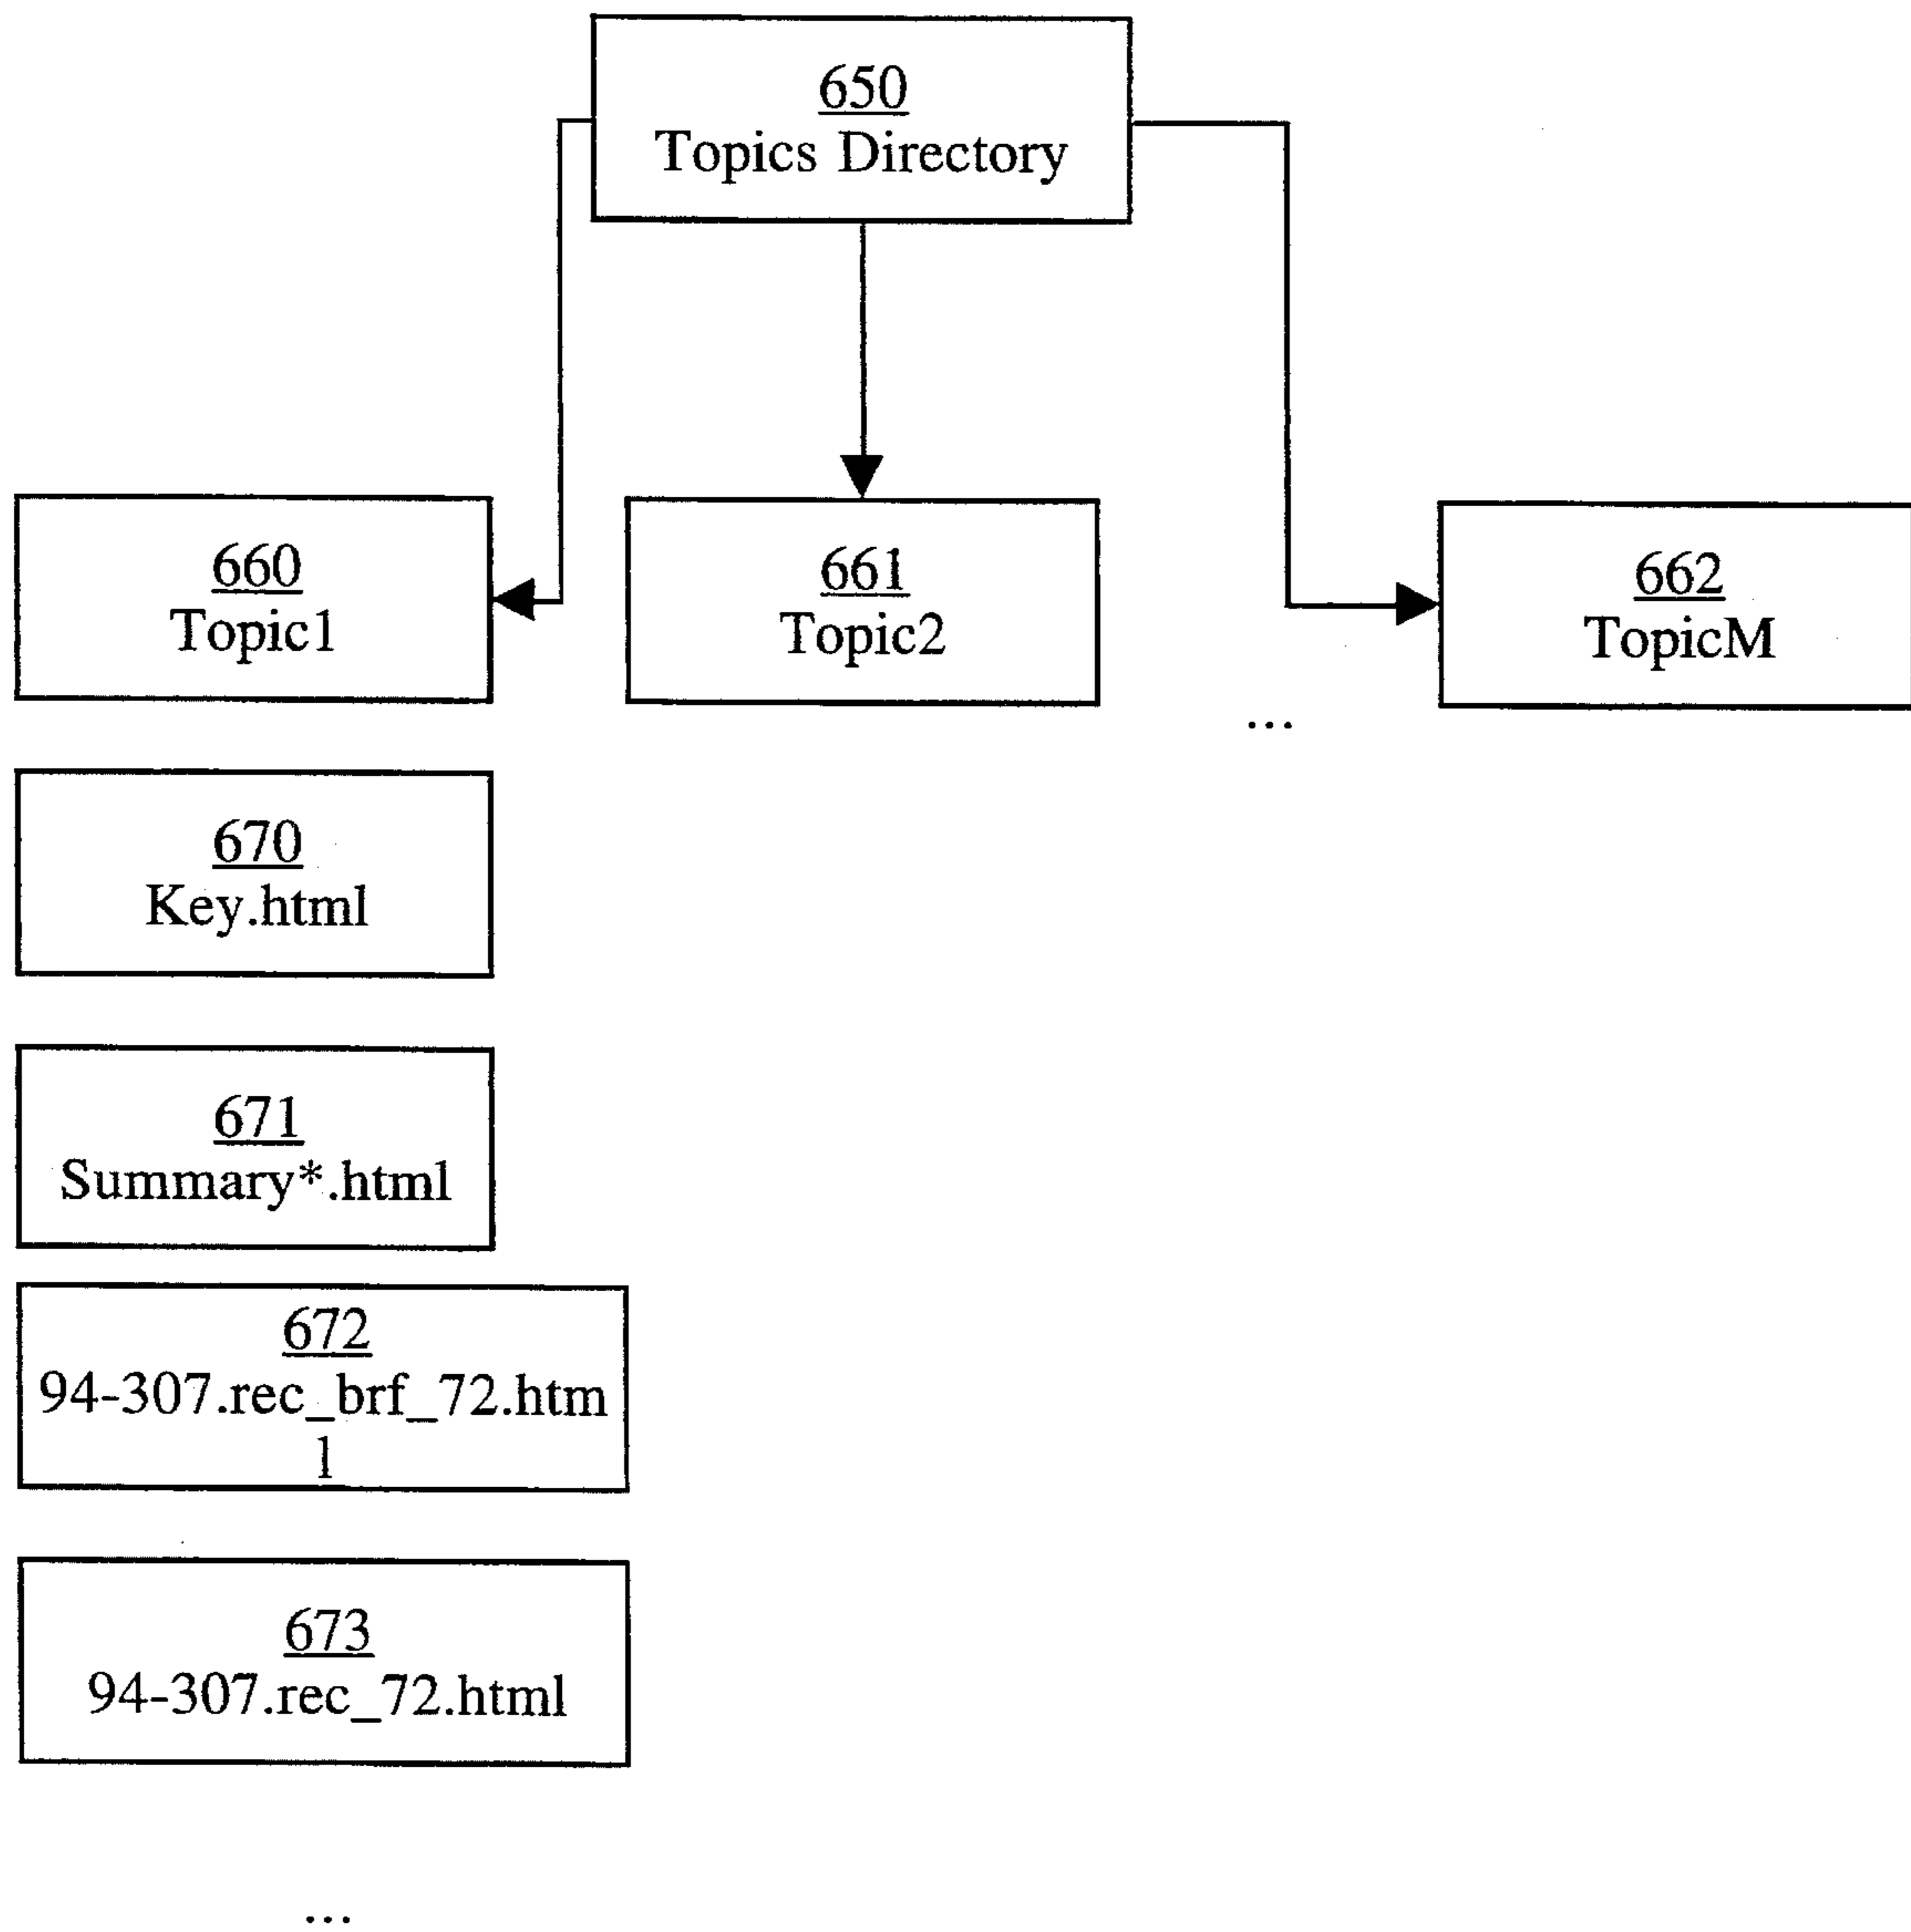 650
Topics Directory
660
Topic1
661
Topic2
662
TopicM
...
670
Key.html
671
Summary*.html
672
94-307.rec_brf_72.htm
l
673
94-307.rec_72.html
...